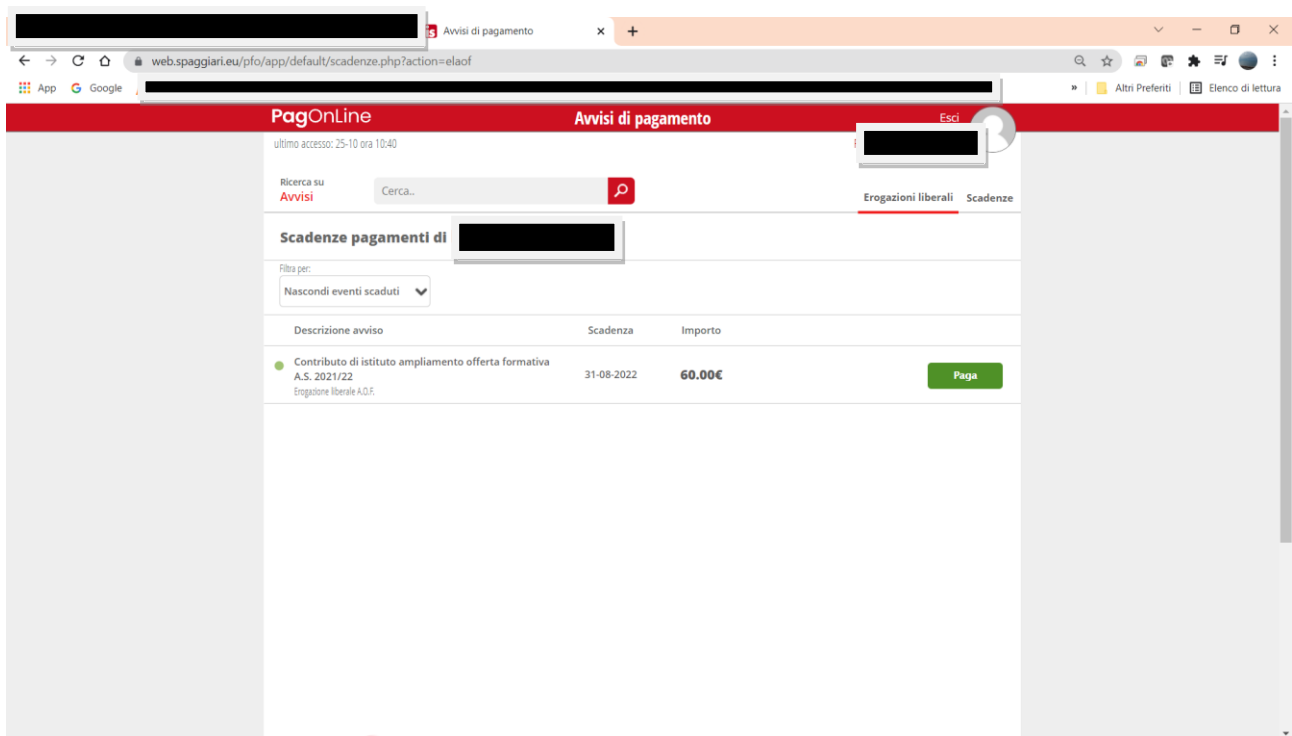 Avvisi di pagamento
web.spaggiari.eu/pfo/app/default/scadenze.php?action=elaof
App Google » Altri Preferiti Elenco di lettura
PagOnLine Avvisi di pagamento Esci
ultimo accesso: 25-10 ora 10:40
Ricerca su
Avvisi Cerca.. Erogazioni liberali Scadenze
Scadenze pagamenti di
Filtra per:
Nascondi eventi scaduti
Descrizione avviso Scadenza Importo
Contributo di istituto ampliamento offerta formativa
A.S. 2021/22 31-08-2022 60.00€ Paga
Erogazione liberale A.O.F.